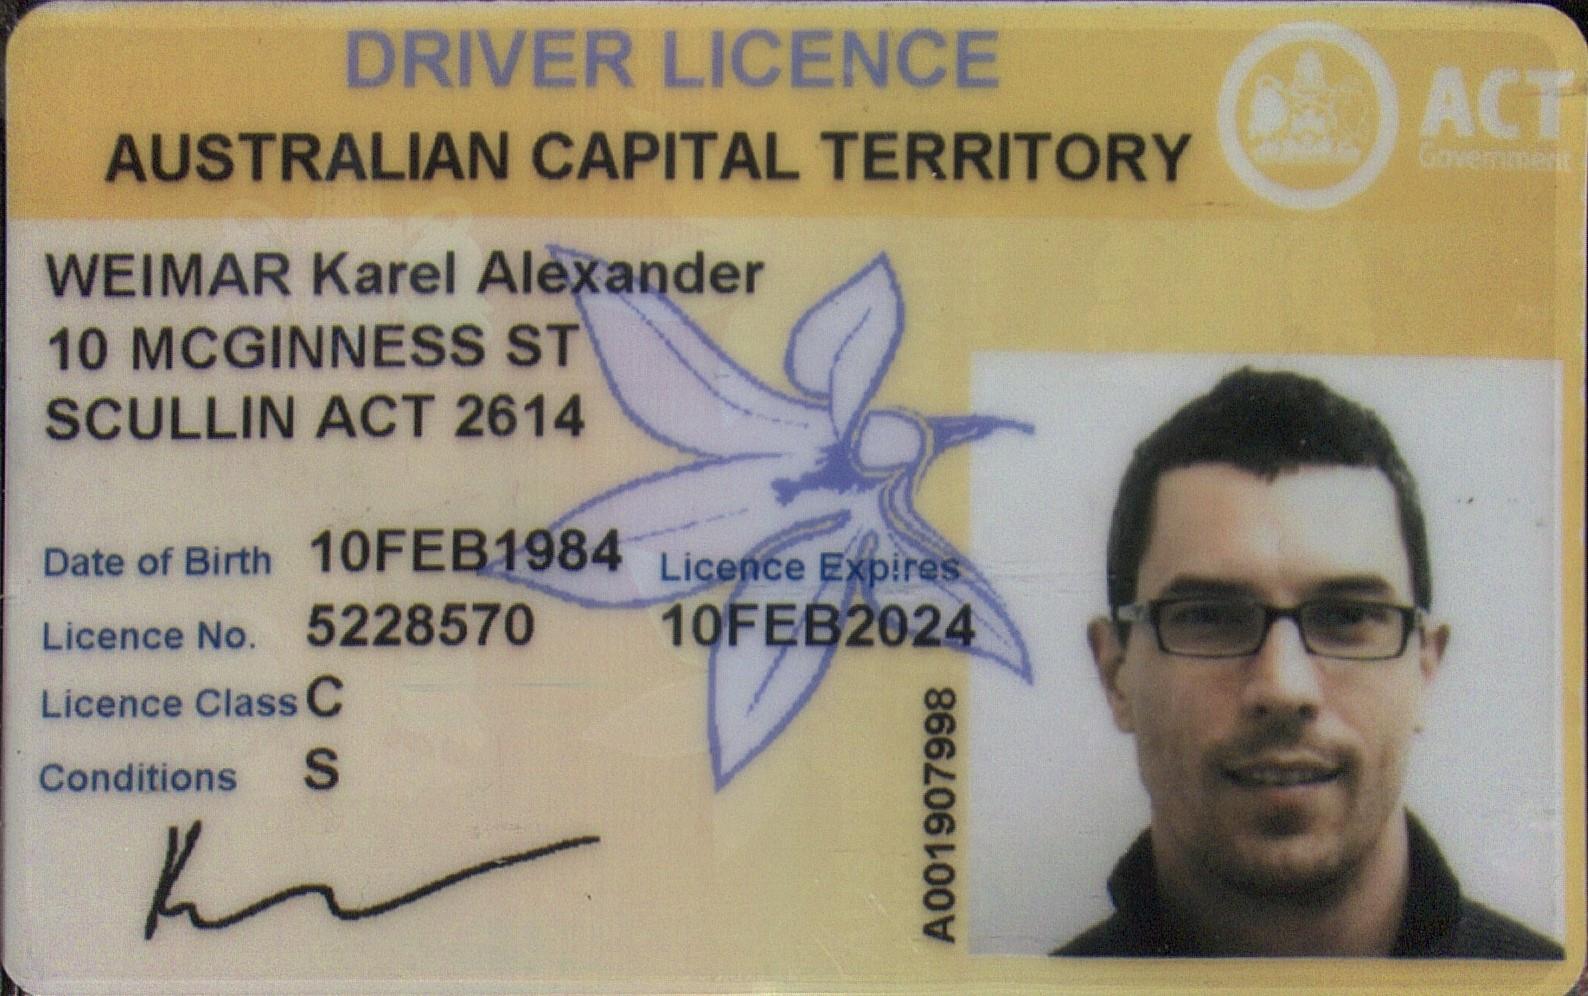 DRIVER LICENCE
AUSTRALIAN CAPITAL TERRITORY
ACT
Government
WEIMAR Karel Alexander
10 MCGINNESS ST
SCULLIN ACT 2614
Date of Birth 10FEB1984
Licence Expires
Licence No. 5228570
10FEB2024
Licence Class C
Conditions S
A001907998